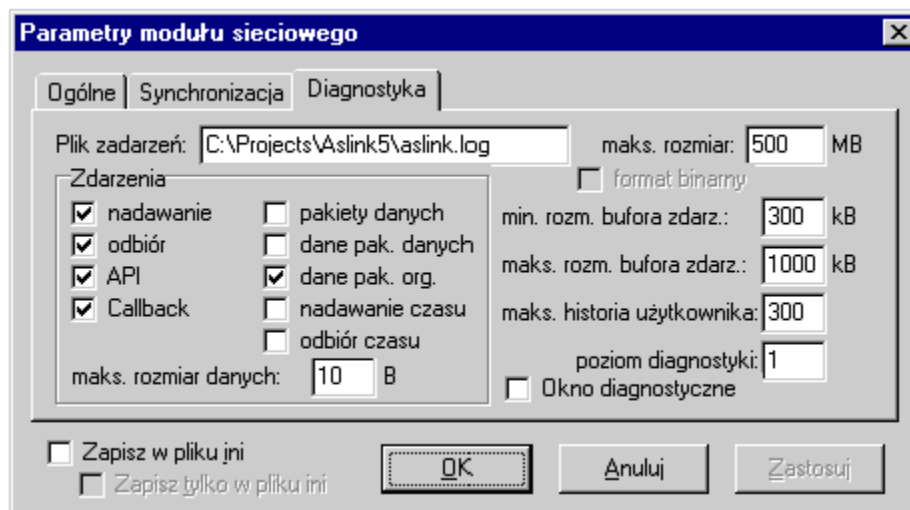 Parametry modułu sieciowego
Ogólne Synchronizacja Diagnostyka
Plik zadarzeń: C:\Projects\Aslink5\aslink.log maks. rozmiar: 500 MB
format binarny
Zdarzenia
nadawanie pakiety danych
odbiór dane pak. danych
API dane pak. org.
Callback nadawanie czasu
odbiór czasu
maks. rozmiar danych: 10 B
min. rozm. bufora zdarz.: 300 kB
maks. rozm. bufora zdarz.: 1000 kB
maks. historia użytkownika: 300
poziom diagnostyki: 1
Okno diagnostyczne
Zapisz w pliku ini
Zapisz tylko w pliku ini
OK Anuluj Zastosuj